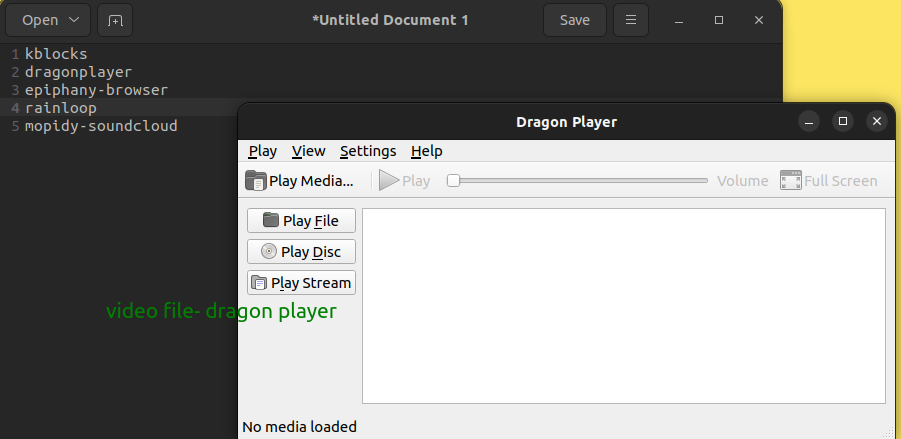 Open
*Untitled Document 1
Save
1 kblocks
2 dragonplayer
3 epiphany-browser
4 rainloop
5 mopidy-soundcloud
Dragon Player
Play View Settings Help
Play Media...
Play
Volume
Full Screen
Play File
Play Disc
Play Stream
video file- dragon player
No media loaded